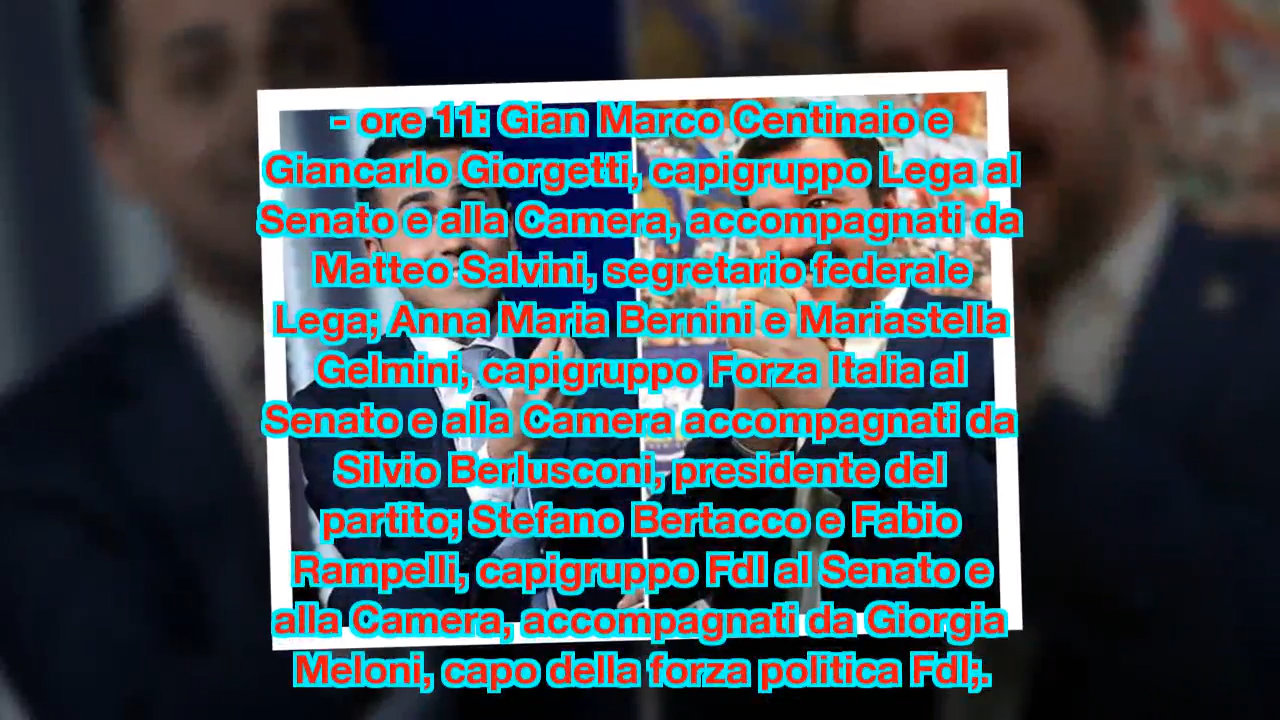 - ore 11: Gian Marco Centinaio e
Giancarlo Giorgetti, capigruppo Lega al
Senato e alla Camera, accompagnati da
Matteo Salvini, segretario federale
Lega; Anna Maria Bernini e Mariastella
Gelmini, capigruppo Forza Italia al
Senato e alla Camera accompagnati da
Silvio Berlusconi, presidente del
partito; Stefano Bertacco e Fabio
Rampelli, capigruppo FdI al Senato e
alla Camera, accompagnati da Giorgia
Meloni, capo della forza politica FdI;.